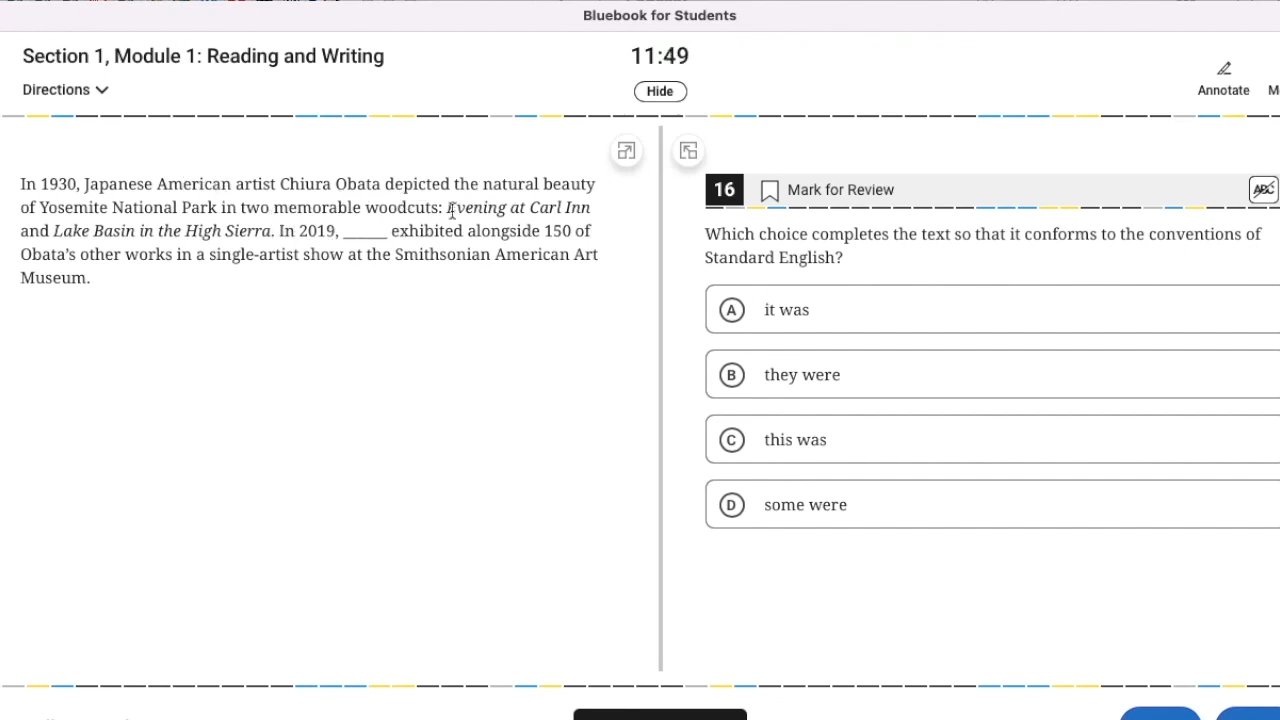 Bluebook for Students
Section 1, Module 1: Reading and Writing
11:49
Directions
Hide
Annotate
In 1930, Japanese American artist Chiura Obata depicted the natural beauty
of Yosemite National Park in two memorable woodcuts: Evening at Carl Inn
and Lake Basin in the High Sierra. In 2019, ______ exhibited alongside 150 of
Obata’s other works in a single-artist show at the Smithsonian American Art
Museum.
16
Mark for Review
ABC
Which choice completes the text so that it conforms to the conventions of
Standard English?
A it was
B they were
C this was
D some were